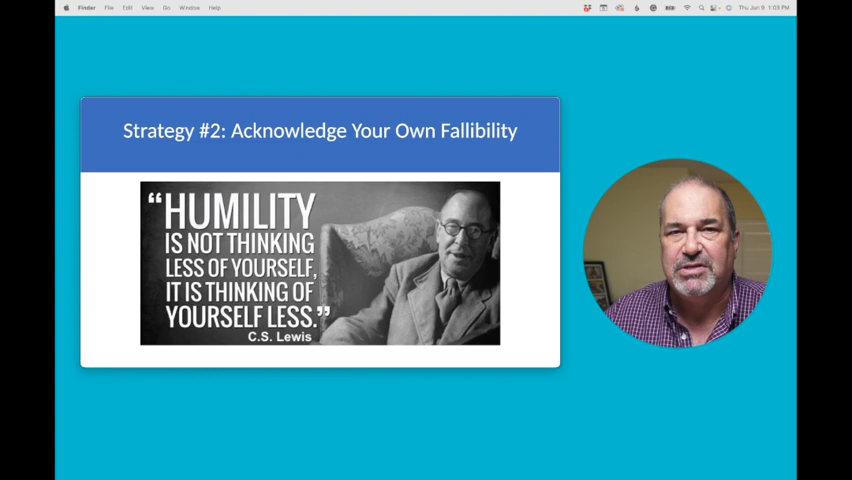 Finder File Edit View Go Window Help
Thu Jun 9 1:03 PM
Strategy #2: Acknowledge Your Own Fallibility
“HUMILITY
IS NOT THINKING
LESS OF YOURSELF,
IT IS THINKING OF
YOURSELF LESS.”
C.S. Lewis